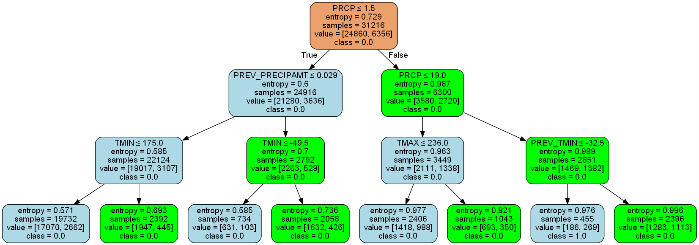 PRCP ≤ 1.5
entropy = 0.729
samples = 31216
value = [24860, 6356]
class = 0.0
True
False
PREV_PRECIPAMT ≤ 0.029
entropy = 0.6
samples = 24916
value = [21280, 3636]
class = 0.0
PRCP ≤ 19.0
entropy = 0.987
samples = 6300
value = [3580, 2720]
class = 0.0
TMIN ≤ 175.0
entropy = 0.585
samples = 22124
value = [19017, 3107]
class = 0.0
TMIN ≤ -49.5
entropy = 0.7
samples = 2792
value = [2263, 529]
class = 0.0
TMAX ≤ 236.0
entropy = 0.963
samples = 3449
value = [2111, 1338]
class = 0.0
PREV_TMIN ≤ -32.5
entropy = 0.999
samples = 2851
value = [1469, 1382]
class = 0.0
entropy = 0.571
samples = 19732
value = [17070, 2662]
class = 0.0
entropy = 0.693
samples = 2392
value = [1947, 445]
class = 0.0
entropy = 0.585
samples = 734
value = [631, 103]
class = 0.0
entropy = 0.736
samples = 2058
value = [1632, 426]
class = 0.0
entropy = 0.977
samples = 2406
value = [1418, 988]
class = 0.0
entropy = 0.921
samples = 1043
value = [693, 350]
class = 0.0
entropy = 0.976
samples = 455
value = [186, 269]
class = 1.0
entropy = 0.996
samples = 2396
value = [1283, 1113]
class = 0.0